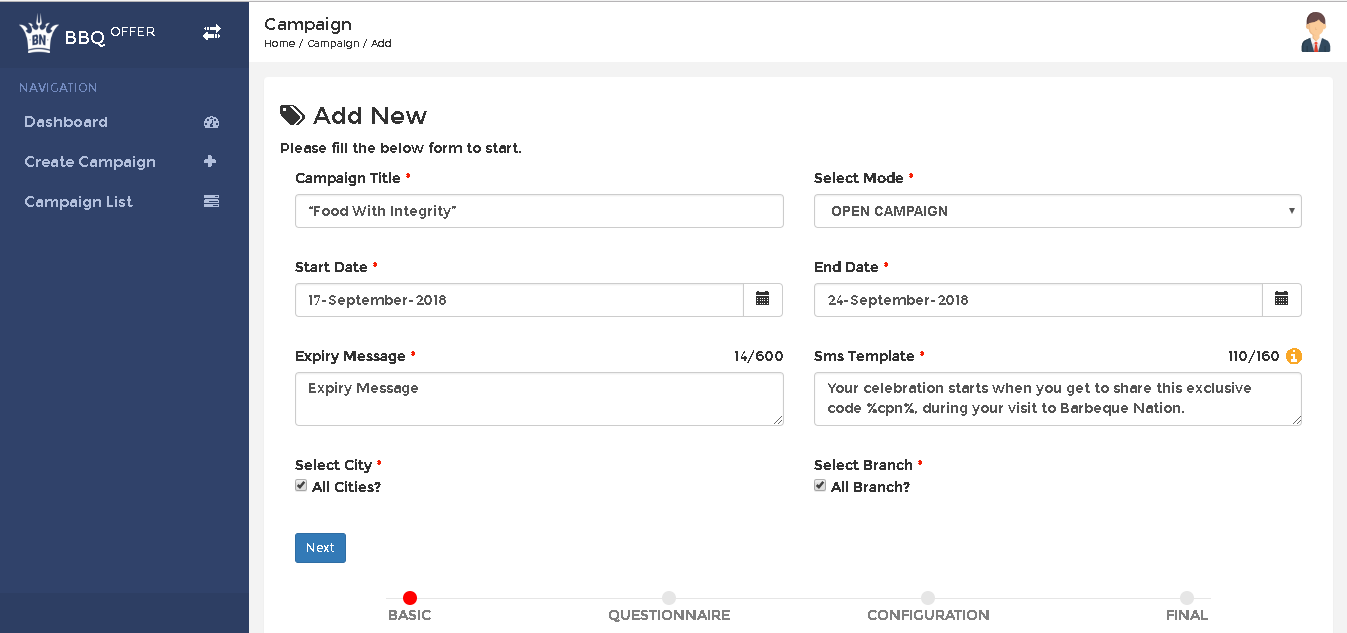 BN BBQ OFFER
NAVIGATION
Dashboard
Create Campaign
Campaign List
Campaign
Home / Campaign / Add
Add New
Please fill the below form to start.
Campaign Title *
“Food With Integrity”
Select Mode *
OPEN CAMPAIGN
Start Date *
17-September-2018
End Date *
24-September-2018
Expiry Message *
14/600
Expiry Message
Sms Template *
110/160
Your celebration starts when you get to share this exclusive
code %cpn%, during your visit to Barbeque Nation.
Select City *
All Cities?
Select Branch *
All Branch?
Next
BASIC
QUESTIONNAIRE
CONFIGURATION
FINAL